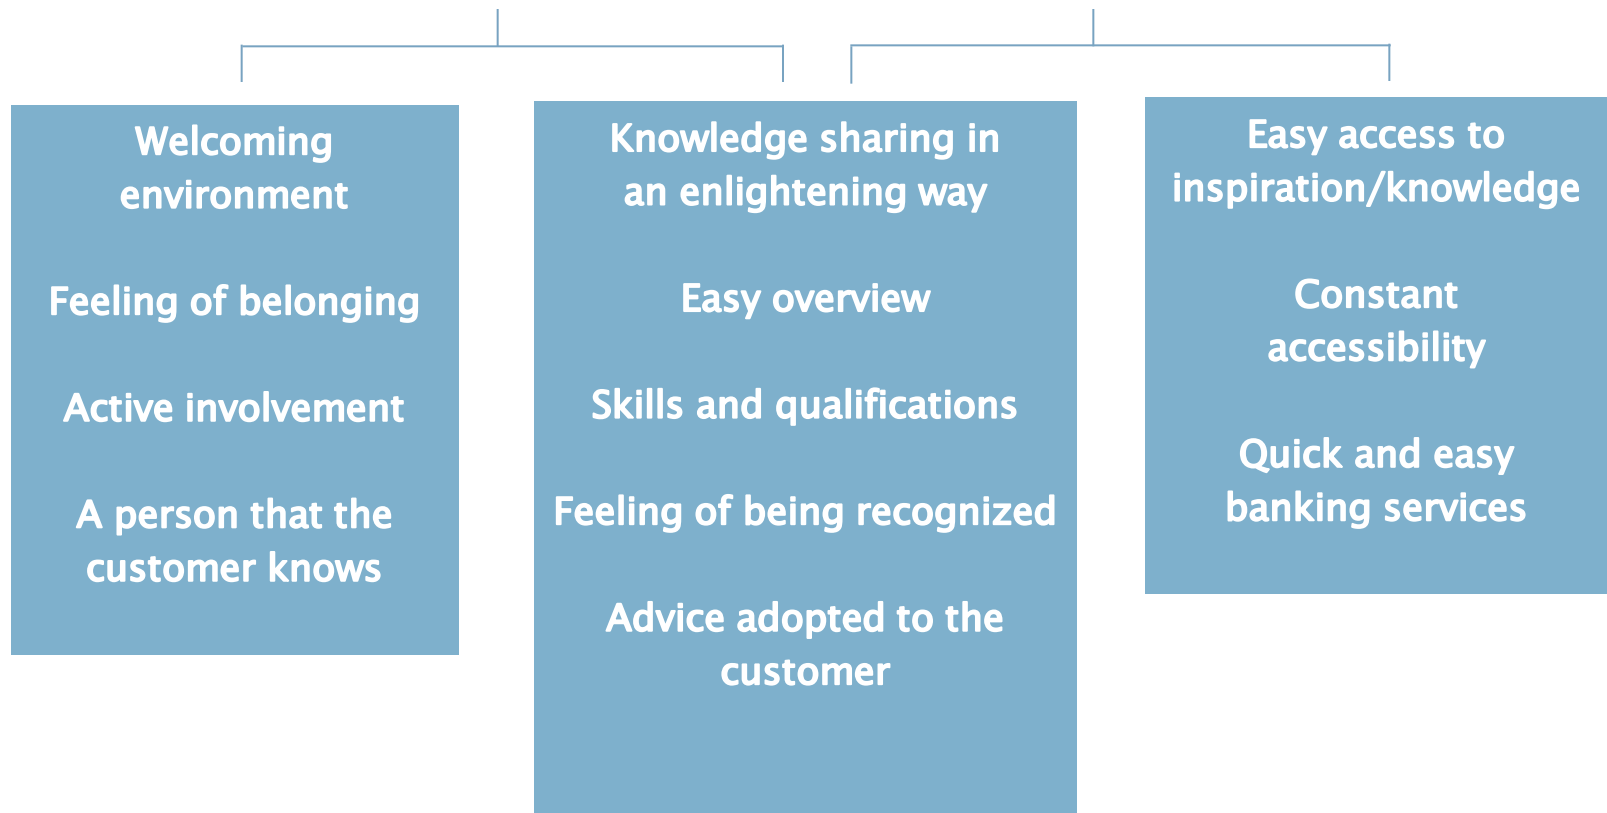 Welcoming
environment
Feeling of belonging
Active involvement
A person that the
customer knows
Knowledge sharing in
an enlightening way
Easy overview
Skills and qualifications
Feeling of being recognized
Advice adopted to the
customer
Easy access to
inspiration/knowledge
Constant
accessibility
Quick and easy
banking services